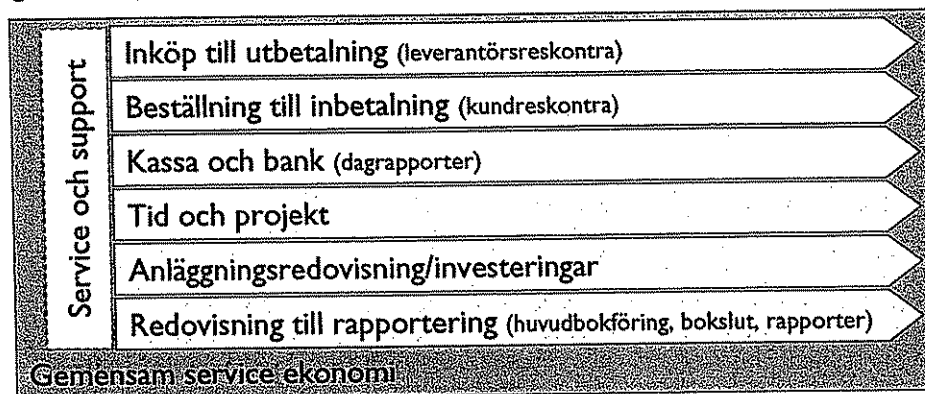 Service och support
Inköp till utbetalning (leverantörsreskontra)
Beställning till inbetalning (kundreskontra)
Kassa och bank (dagrapporter)
Tid och projekt
Anläggningsredovisning/investeringar
Redovisning till rapportering (huvudbokföring, bokslut, rapporter)
Gemensam service ekonomi